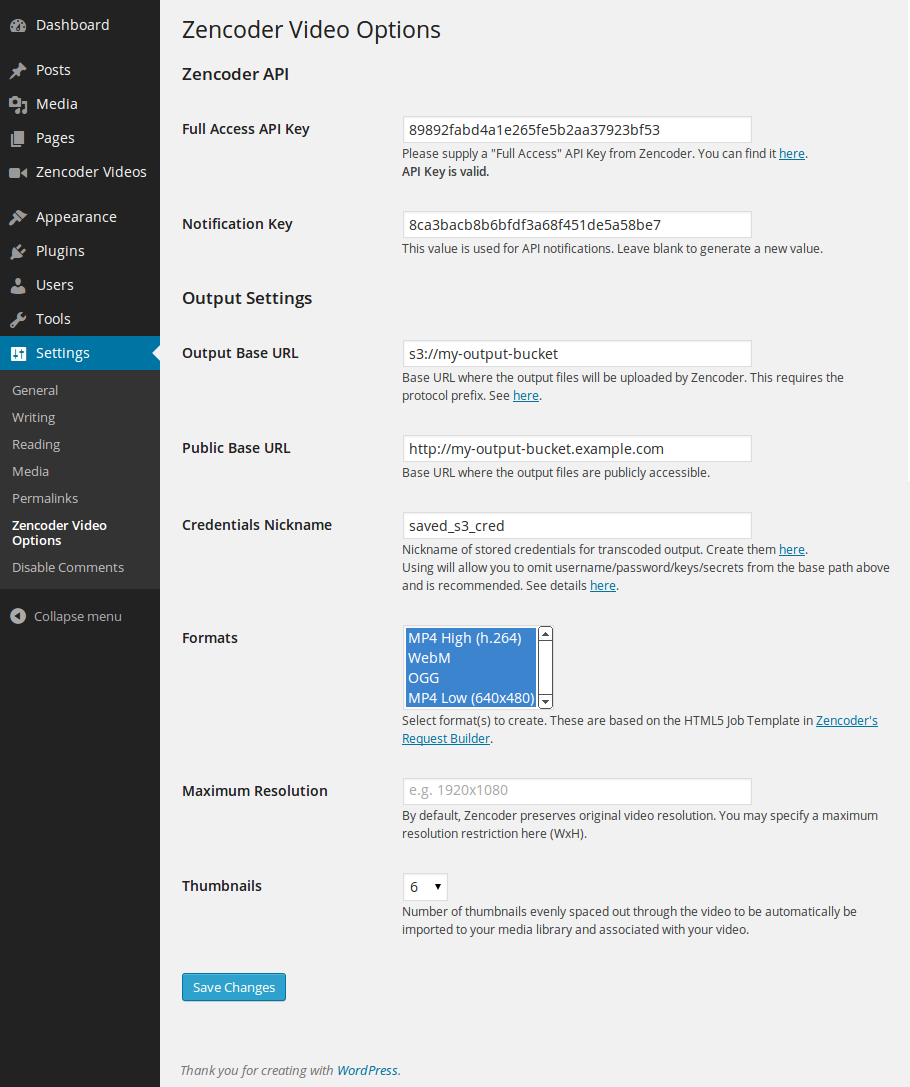 Dashboard
Posts
Media
Pages
Zencoder Videos
Appearance
Plugins
Users
Tools
Settings
General
Writing
Reading
Media
Permalinks
Zencoder Video
Options
Disable Comments
Collapse menu
Zencoder Video Options
Zencoder API
Full Access API Key
89892fabd4a1e265fe5b2aa37923bf53
Please supply a "Full Access" API Key from Zencoder. You can find it here.
API Key is valid.
Notification Key
8ca3bacb8b6bfdf3a68f451de5a58be7
This value is used for API notifications. Leave blank to generate a new value.
Output Settings
Output Base URL
s3://my-output-bucket
Base URL where the output files will be uploaded by Zencoder. This requires the
protocol prefix. See here.
Public Base URL
http://my-output-bucket.example.com
Base URL where the output files are publicly accessible.
Credentials Nickname
saved_s3_cred
Nickname of stored credentials for transcoded output. Create them here.
Using will allow you to omit username/password/keys/secrets from the base path above
and is recommended. See details here.
Formats
MP4 High (h.264)
WebM
OGG
MP4 Low (640x480)
Select format(s) to create. These are based on the HTML5 Job Template in Zencoder's
Request Builder.
Maximum Resolution
e.g. 1920x1080
By default, Zencoder preserves original video resolution. You may specify a maximum
resolution restriction here (WxH).
Thumbnails
6
Number of thumbnails evenly spaced out through the video to be automatically be
imported to your media library and associated with your video.
Save Changes
Thank you for creating with WordPress.